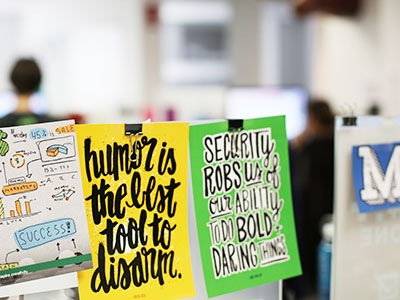 45% SALE
MARKETING
SUCCESS!
humor is
the best
tool to
disarm.
SECURITY
ROBS us of
our ABILITY
TO DO BOLD,
DARING THINGS
M